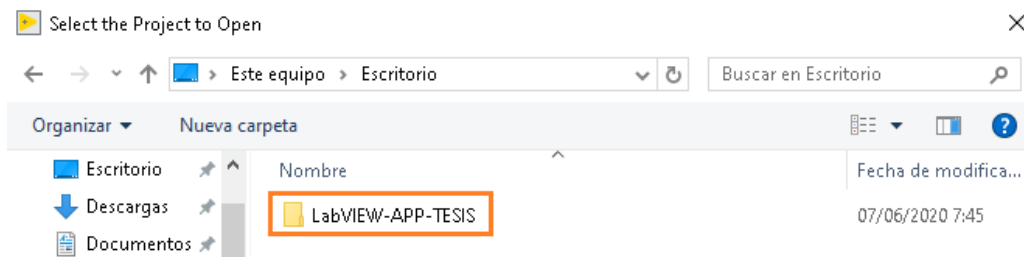 Select the Project to Open
Este equipo > Escritorio
Buscar en Escritorio
Organizar
Nueva carpeta
Escritorio
Nombre
Fecha de modifica...
Descargas
LabVIEW-APP-TESIS
07/06/2020 7:45
Documentos